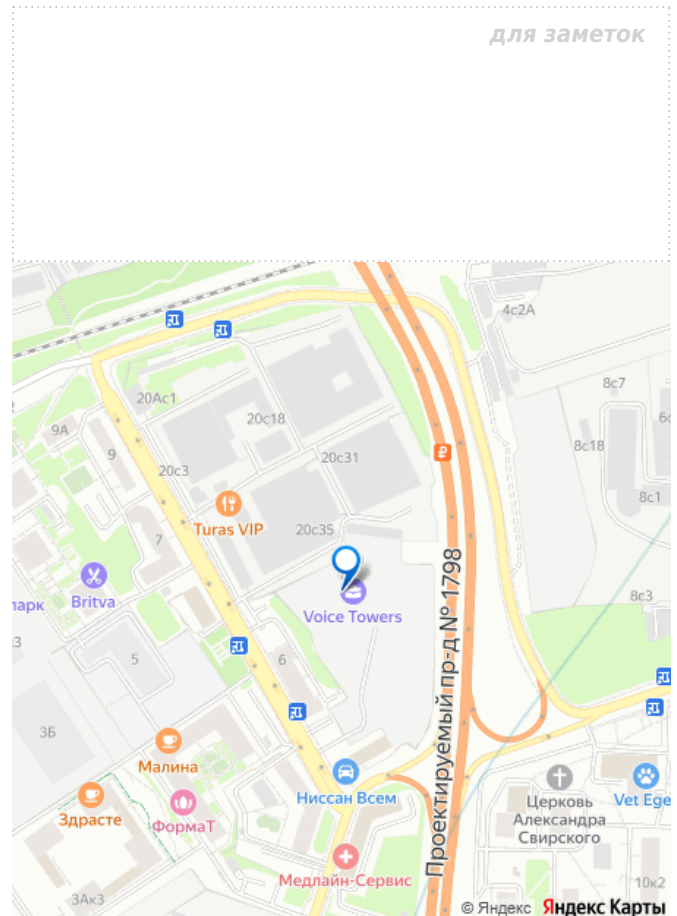 для заметок
4с2А
8с7
20Ас1
20с18
9А
9
8с18
20с31
20с3
8с1
Turas VIP
20с35
7
Britva
парк
Voice Towers
8с3
Проектируемый пр-д № 1798
6
5
3Б
Малина
Ниссан Всем
Здрасте
ФормаТ
Церковь
Александра
Свирского
Vet Ege
Медлайн-Сервис
10к2
3Ак3
© Яндекс Яндекс Карты